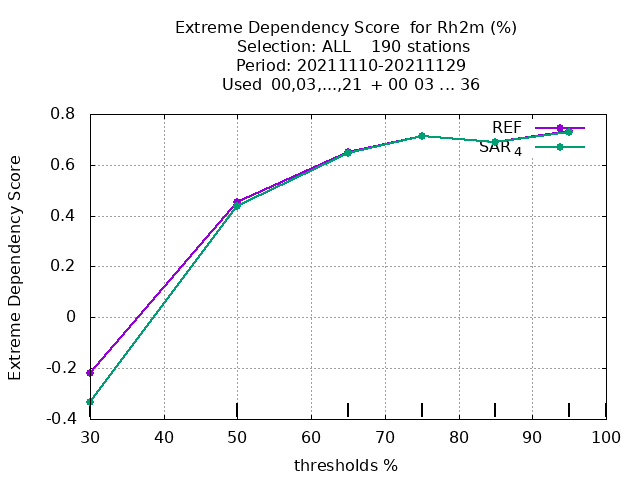 Extreme Dependency Score  for Rh2m (%)
Selection: ALL    190 stations
Period: 20211110-20211129
Used  00,03,...,21  + 00 03 ... 36
Extreme Dependency Score
0.8
0.6
0.4
0.2
0
-0.2
-0.4
REF
SAR 4
30 40 50 60 70 80 90 100
thresholds %